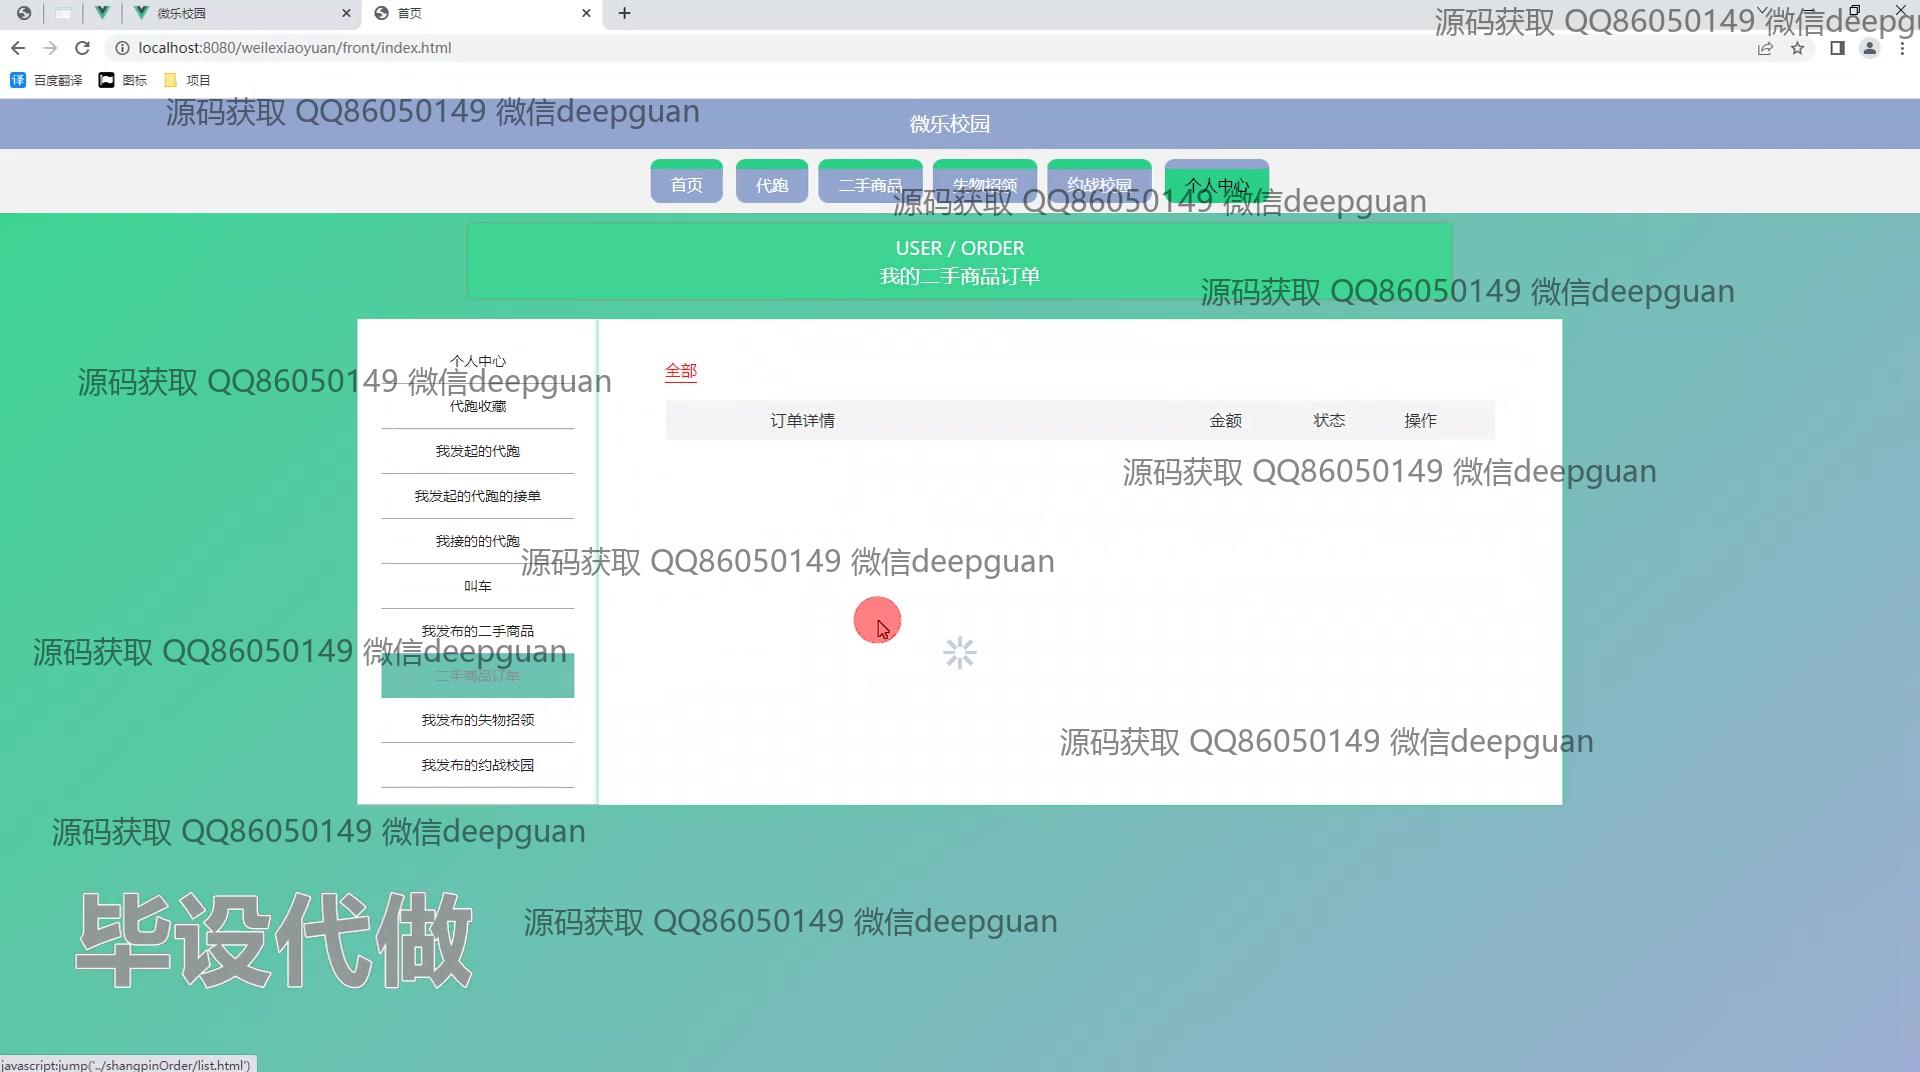 微乐校园
首页
源码获取 QQ86050149 微信deepgu
localhost:8080/weilexiaoyuan/front/index.html
译 百度翻译 图标 项目
源码获取 QQ86050149 微信deepguan
微乐校园
首页 代跑 二手商品 失物招领 约战校园 个人中心
源码获取 QQ86050149 微信deepguan
USER / ORDER
我的二手商品订单
源码获取 QQ86050149 微信deepguan
个人中心
全部
源码获取 QQ86050149 微信deepguan
代跑收藏
订单详情 金额 状态 操作
我发起的代跑
源码获取 QQ86050149 微信deepguan
我发起的代跑的接单
我接的的代跑
源码获取 QQ86050149 微信deepguan
叫车
我发布的二手商品
源码获取 QQ86050149 微信deepguan
二手商品订单
我发布的失物招领
源码获取 QQ86050149 微信deepguan
我发布的约战校园
源码获取 QQ86050149 微信deepguan
毕设代做
源码获取 QQ86050149 微信deepguan
javascript:jump('../shangpinOrder/list.html')